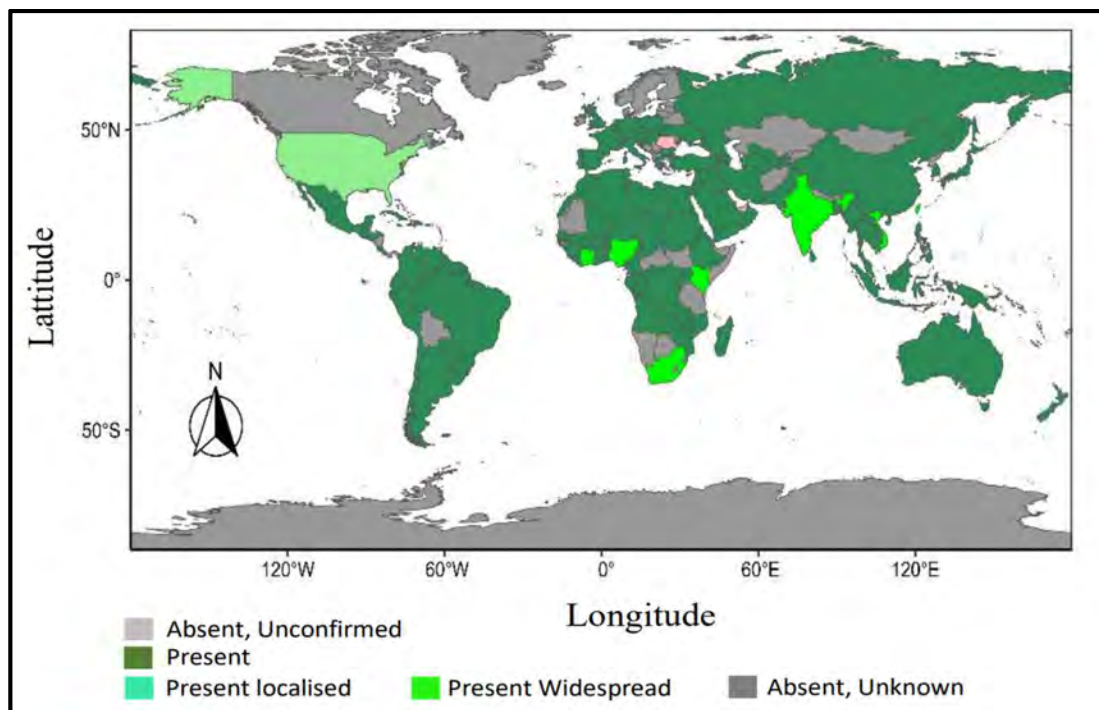 50°N
0°
50°S
Lattitude
N
120°W 60°W 0° 60°E 120°E
Longitude
Absent, Unconfirmed
Present
Present localised Present Widespread Absent, Unknown